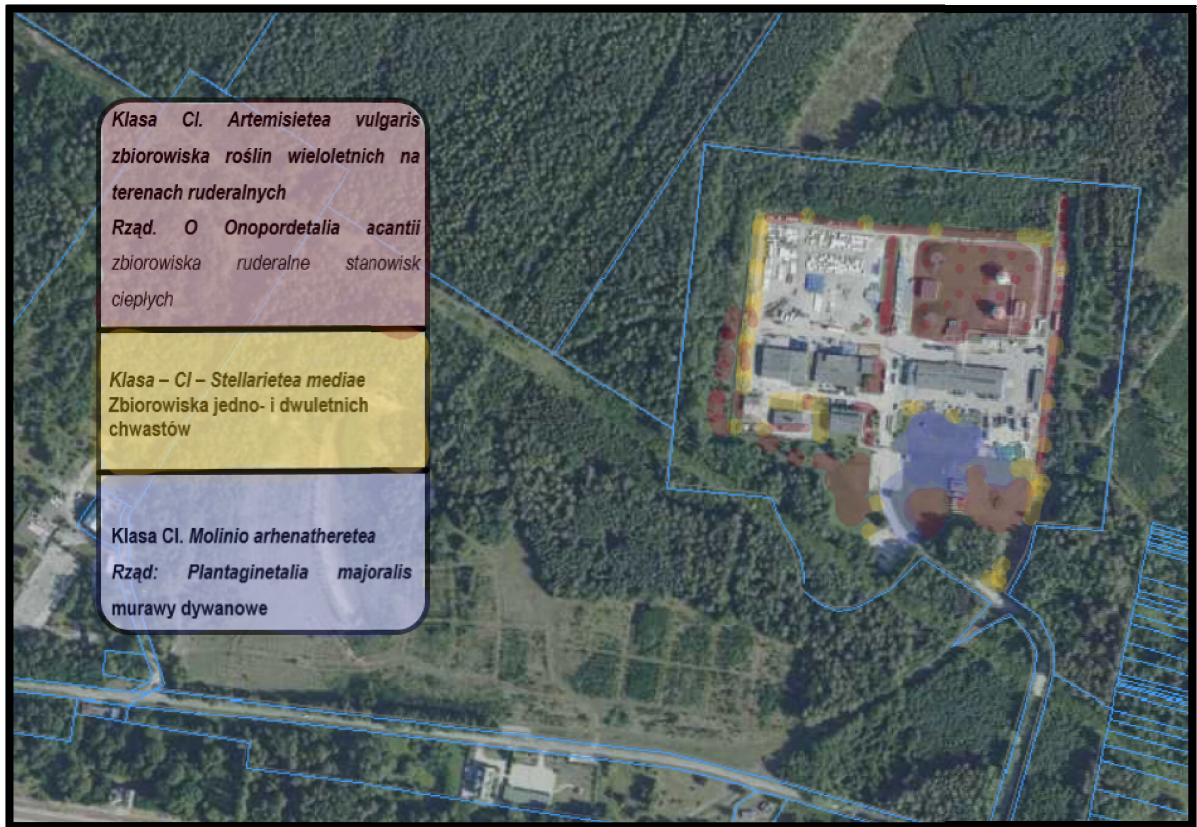 Klasa Cl. Artemisietea vulgaris
zbiorowiska roślin wieloletnich na
terenach ruderalnych
Rząd. O Onopordetalia acantii
zbiorowiska ruderalne stanowisk
ciepłych
Klasa – Cl – Stellarietea mediae
Zbiorowiska jedno- i dwuletnich
chwastów
Klasa Cl. Molinio arhenatheretea
Rząd: Plantaginetalia majoralis
murawy dywanowe